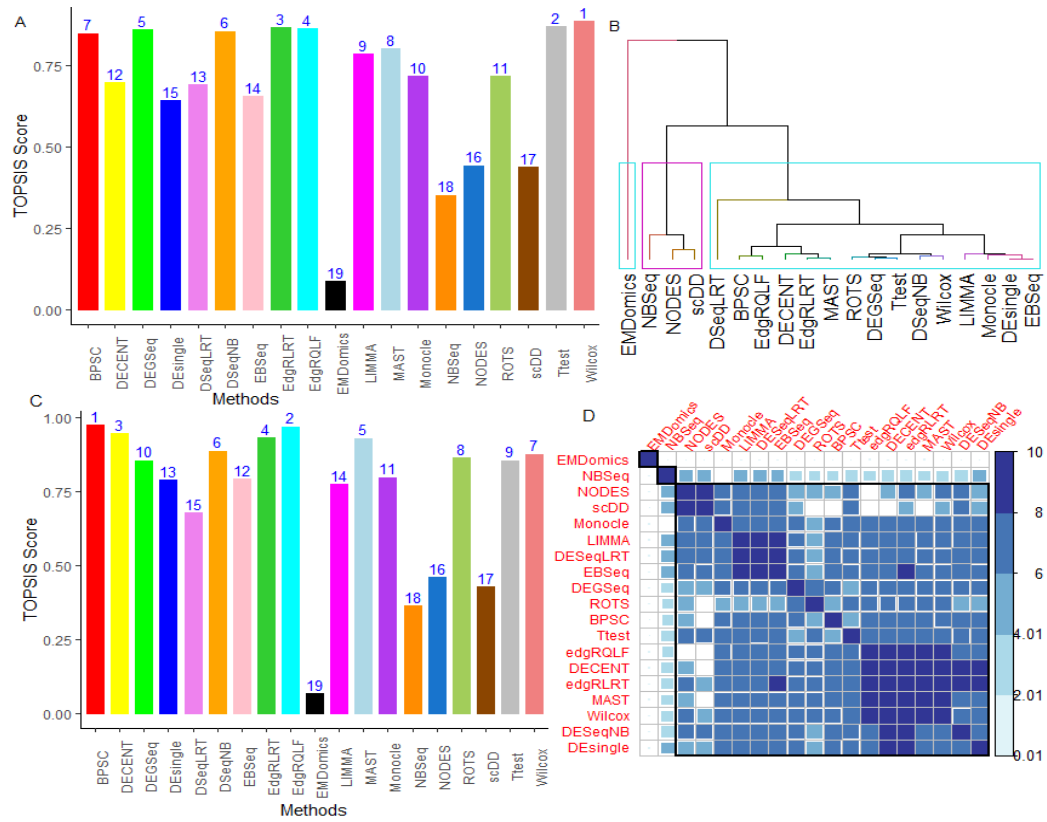 A
TOPSIS Score
0.75
0.50
0.25
0.00
7
12
5
15
13
6
14
3
4
19
9
8
10
18
16
11
17
2
1
BPSC
DECENT
DEGSeq
DEsingle
DSeqLRT
DSeqNB
EBSeq
EdgRLRT
EdgRQLF
EMDomics
LIMMA
MAST
Monocle
NBSeq
NODES
ROTS
scDD
Ttest
Wilcox
Methods
B
EMDomics
NBSeq
NODES
scDD
DSeqLRT
BPSC
EdgRQLF
DECENT
EdgRLRT
MAST
ROTS
DEGSeq
Ttest
DSeqNB
Wilcox
LIMMA
Monocle
DEsingle
EBSeq
C
TOPSIS Score
1.00
0.75
0.50
0.25
0.00
1
3
10
13
15
6
12
4
2
19
14
5
11
18
16
8
17
9
7
BPSC
DECENT
DEGSeq
DEsingle
DSeqLRT
DSeqNB
EBSeq
EdgRLRT
EdgRQLF
EMDomics
LIMMA
MAST
Monocle
NBSeq
NODES
ROTS
scDD
Ttest
Wilcox
Methods
D
EMDomics
NBSeq
NODES
scDD
Monocle
LIMMA
DESeqLRT
EBSeq
DEGSeq
ROTS
BPSC
Ttest
edgRQLF
DECENT
edgRLRT
MAST
Wilcox
DESeqNB
DEsingle
EMDomics
NBSeq
NODES
scDD
Monocle
LIMMA
DESeqLRT
EBSeq
DEGSeq
ROTS
BPSC
Ttest
edgRQLF
DECENT
edgRLRT
MAST
Wilcox
DESeqNB
DEsingle
10
8
6
4.01
2.01
0.01